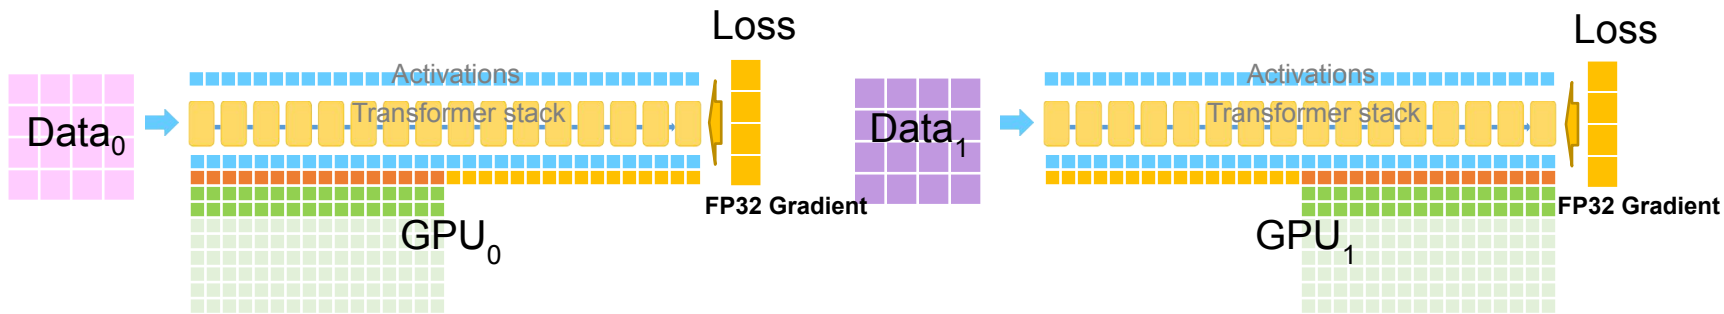 Loss
Activations
Transformer stack
Data0
FP32 Gradient
GPU0
Loss
Activations
Transformer stack
Data1
FP32 Gradient
GPU1